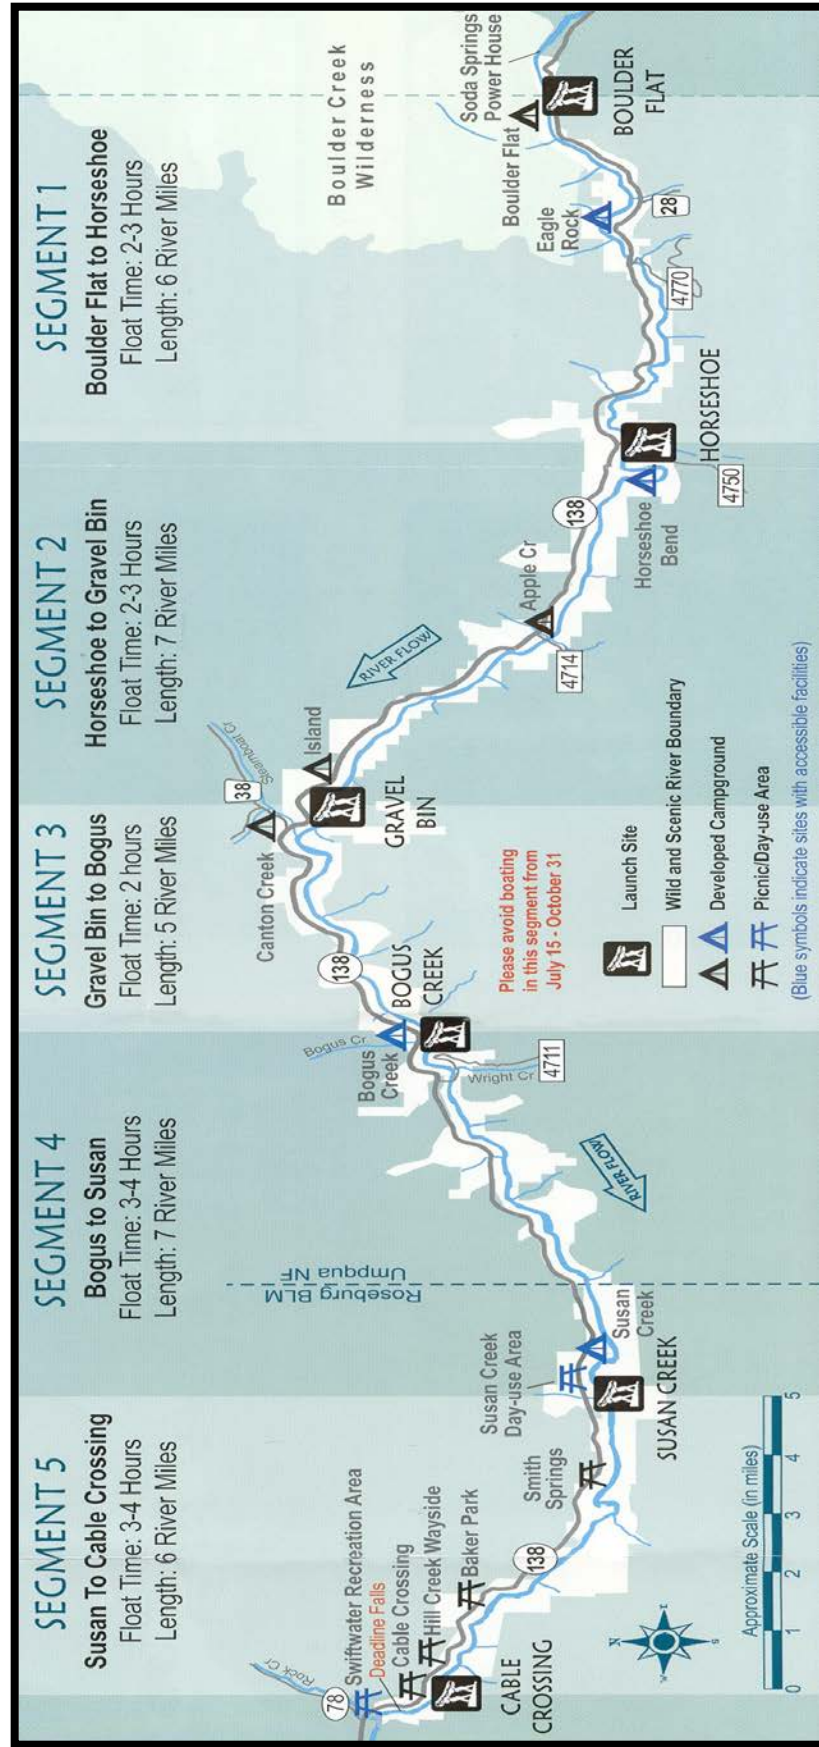 SEGMENT 5
Susan To Cable Crossing
Float Time: 3-4 Hours
Length: 6 River Miles
SEGMENT 4
Bogus to Susan
Float Time: 3-4 Hours
Length: 7 River Miles
SEGMENT 3
Gravel Bin to Bogus
Float Time: 2 hours
Length: 5 River Miles
SEGMENT 2
Horseshoe to Gravel Bin
Float Time: 2-3 Hours
Length: 7 River Miles
SEGMENT 1
Boulder Flat to Horseshoe
Float Time: 2-3 Hours
Length: 6 River Miles
Rock Cr
78
Swiftwater Recreation Area
Deadline Falls
Cable Crossing
Hill Creek Wayside
Baker Park
CABLE
CROSSING
138
Smith
Springs
Susan Creek
Day-use Area
SUSAN CREEK
Susan
Creek
Roseburg BLM
Umpqua NF
RIVER FLOW
Bogus Cr
Bogus
Creek
BOGUS
CREEK
Wright Cr
4711
138
Canton Creek
38
Steamboat Cr
Island
GRAVEL
BIN
RIVER FLOW
Apple Cr
4714
138
Horseshoe
Bend
HORSESHOE
4750
4770
28
Eagle
Rock
Boulder Flat
Soda Springs
Power House
BOULDER
FLAT
Boulder Creek
Wilderness
Please avoid boating
in this segment from
July 15 - October 31
Launch Site
Wild and Scenic River Boundary
Developed Campground
Picnic/Day-use Area
(Blue symbols indicate sites with accessible facilities)
N
E
S
W
Approximate Scale (in miles)
0 1 2 3 4 5